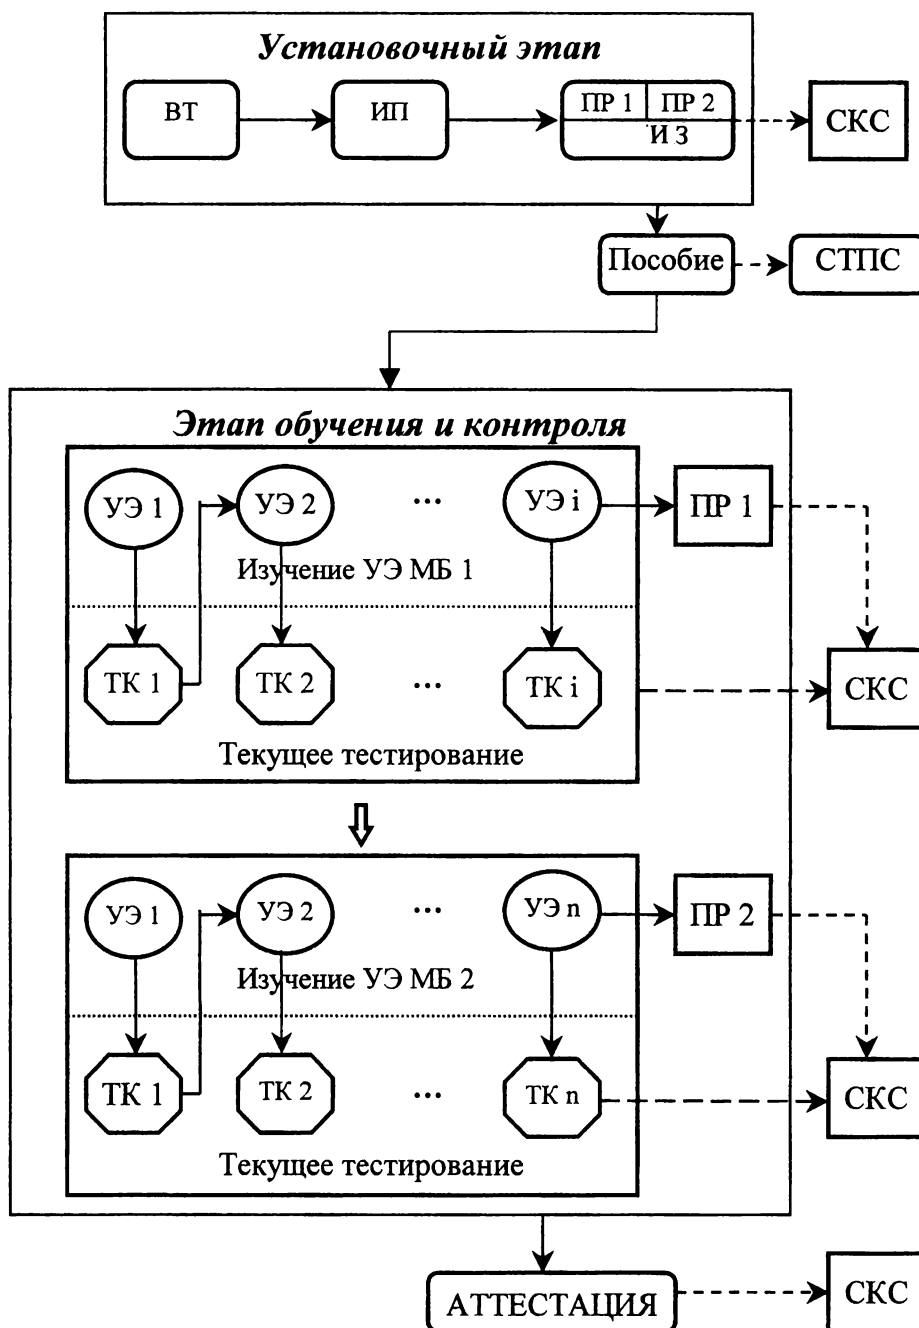 Установочный этап
ВТ
ИП
ПР 1
ПР 2
И З
СКС
Пособие
СТПС
Этап обучения и контроля
УЭ 1
УЭ 2
...
УЭ i
ПР 1
Изучение УЭ МБ 1
ТК 1
ТК 2
...
ТК i
СКС
Текущее тестирование
УЭ 1
УЭ 2
...
УЭ n
ПР 2
Изучение УЭ МБ 2
ТК 1
ТК 2
...
ТК n
СКС
Текущее тестирование
АТТЕСТАЦИЯ
СКС